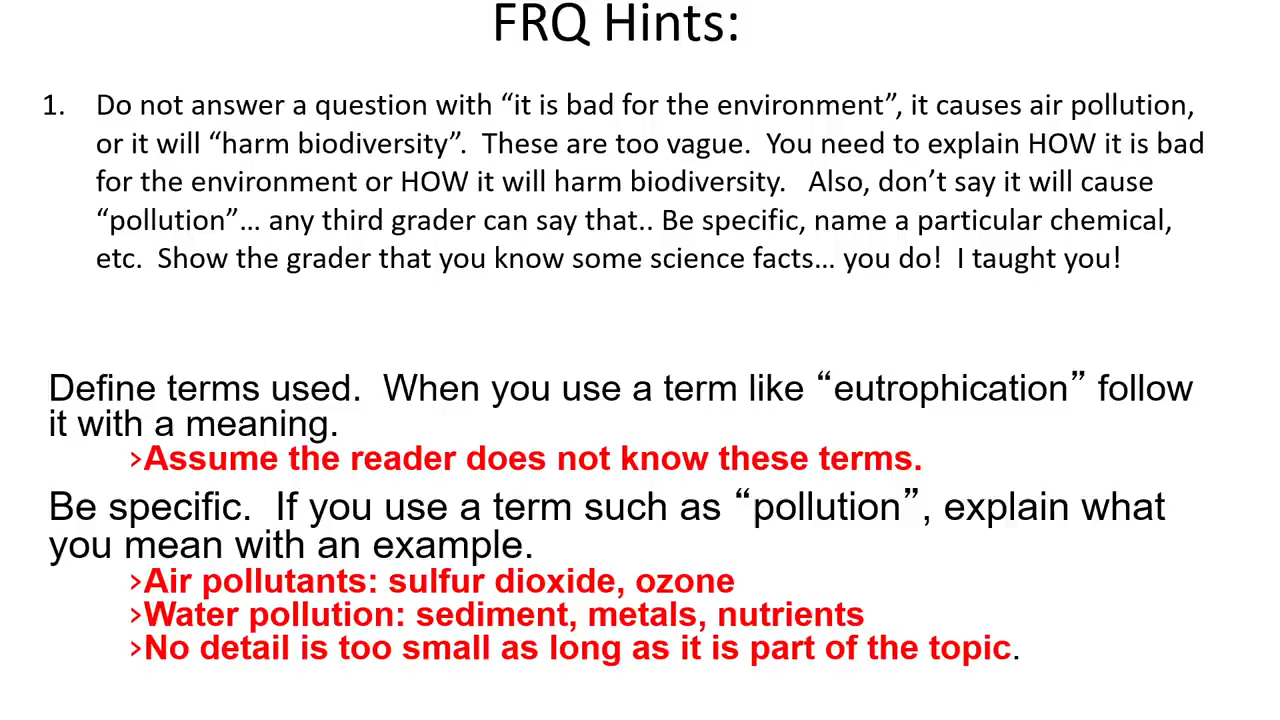 FRQ Hints:
1. Do not answer a question with “it is bad for the environment”, it causes air pollution,
or it will “harm biodiversity”.  These are too vague.  You need to explain HOW it is bad
for the environment or HOW it will harm biodiversity.   Also, don’t say it will cause
“pollution”… any third grader can say that.. Be specific, name a particular chemical,
etc.  Show the grader that you know some science facts… you do!  I taught you!
Define terms used.  When you use a term like “eutrophication” follow
it with a meaning.
›Assume the reader does not know these terms.
Be specific.  If you use a term such as “pollution”, explain what
you mean with an example.
›Air pollutants: sulfur dioxide, ozone
›Water pollution: sediment, metals, nutrients
›No detail is too small as long as it is part of the topic.